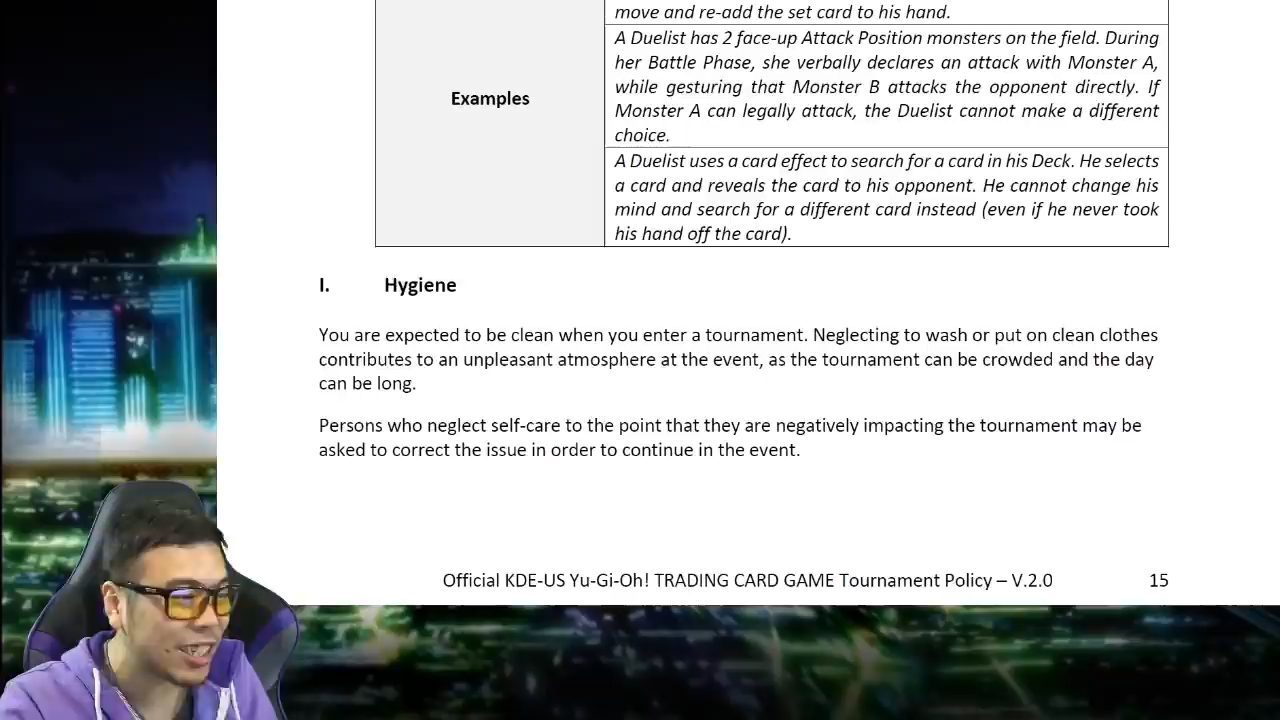 move and re-add the set card to his hand.
A Duelist has 2 face-up Attack Position monsters on the field. During
her Battle Phase, she verbally declares an attack with Monster A,
while gesturing that Monster B attacks the opponent directly. If
Monster A can legally attack, the Duelist cannot make a different
choice.
Examples
A Duelist uses a card effect to search for a card in his Deck. He selects
a card and reveals the card to his opponent. He cannot change his
mind and search for a different card instead (even if he never took
his hand off the card).
I. Hygiene
You are expected to be clean when you enter a tournament. Neglecting to wash or put on clean clothes
contributes to an unpleasant atmosphere at the event, as the tournament can be crowded and the day
can be long.
Persons who neglect self-care to the point that they are negatively impacting the tournament may be
asked to correct the issue in order to continue in the event.
Official KDE-US Yu-Gi-Oh! TRADING CARD GAME Tournament Policy – V.2.0 15